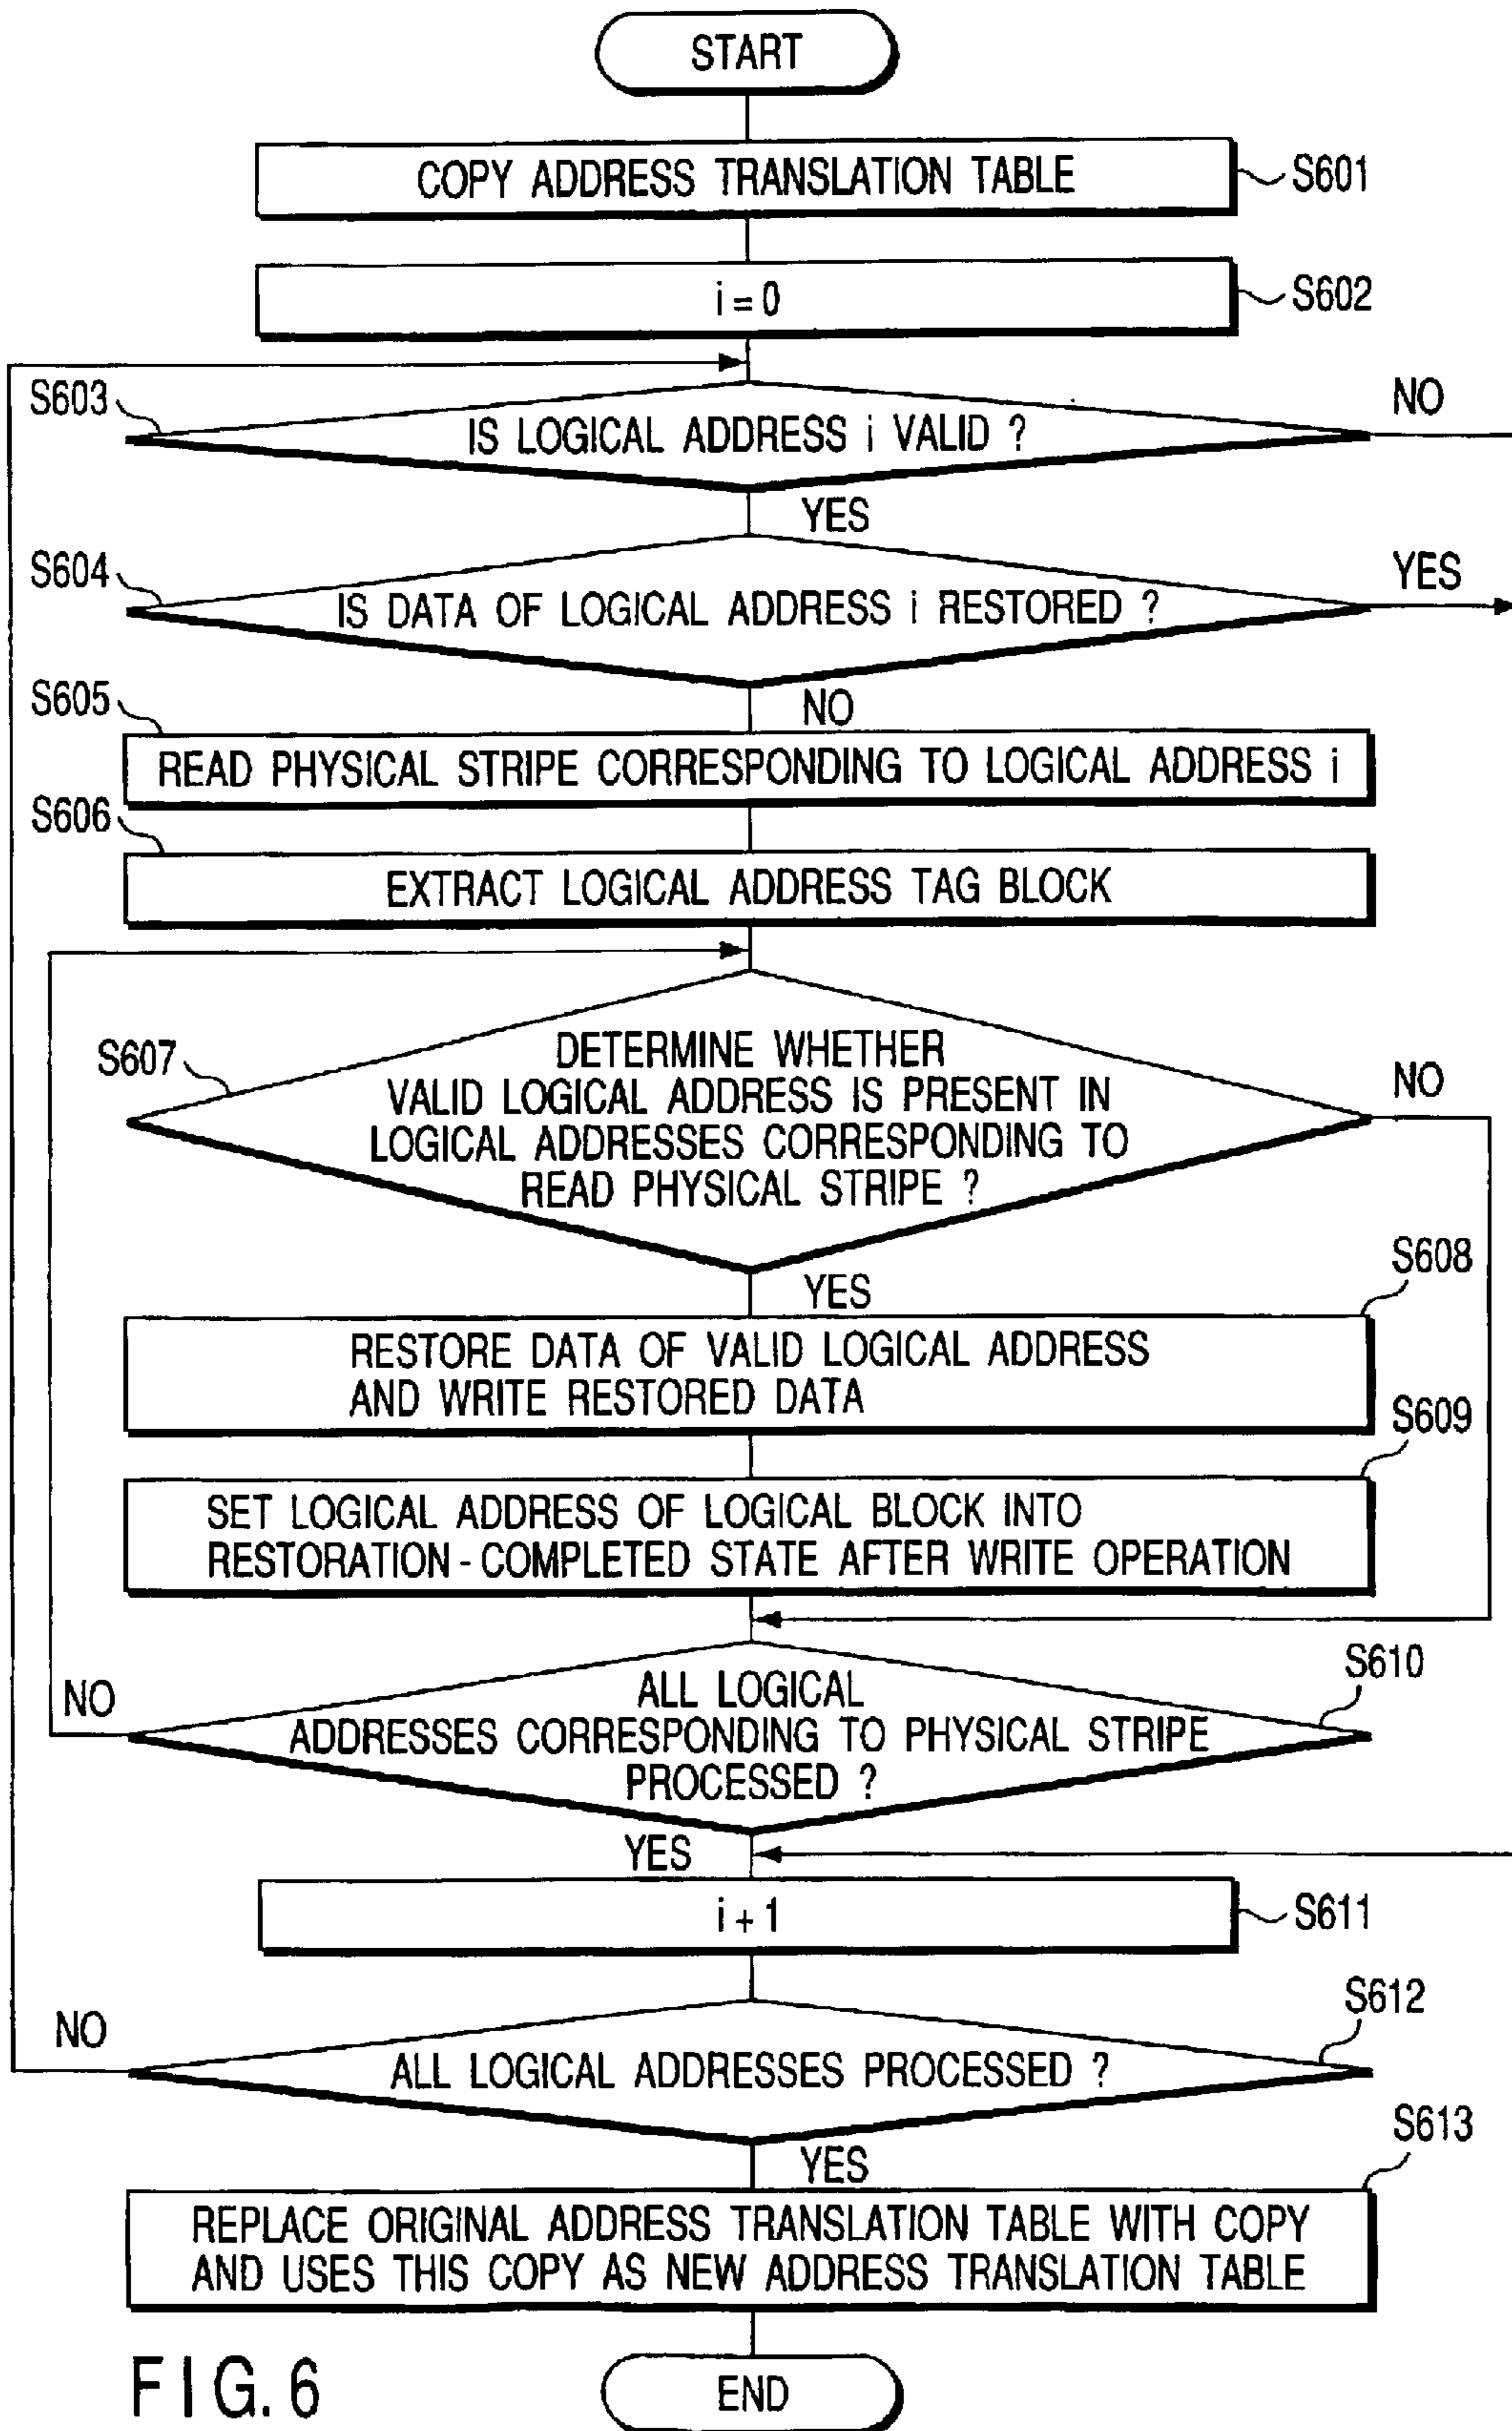 START
COPY ADDRESS TRANSLATION TABLE
S601
i = 0
S602
S603
IS LOGICAL ADDRESS i VALID ?
NO
YES
S604
IS DATA OF LOGICAL ADDRESS i RESTORED ?
YES
NO
S605
READ PHYSICAL STRIPE CORRESPONDING TO LOGICAL ADDRESS i
S606
EXTRACT LOGICAL ADDRESS TAG BLOCK
S607
DETERMINE WHETHER
VALID LOGICAL ADDRESS IS PRESENT IN
LOGICAL ADDRESSES CORRESPONDING TO
READ PHYSICAL STRIPE ?
NO
YES
S608
RESTORE DATA OF VALID LOGICAL ADDRESS
AND WRITE RESTORED DATA
S609
SET LOGICAL ADDRESS OF LOGICAL BLOCK INTO
RESTORATION - COMPLETED STATE AFTER WRITE OPERATION
S610
NO
ALL LOGICAL
ADDRESSES CORRESPONDING TO PHYSICAL STRIPE
PROCESSED ?
YES
i + 1
S611
S612
NO
ALL LOGICAL ADDRESSES PROCESSED ?
YES
S613
REPLACE ORIGINAL ADDRESS TRANSLATION TABLE WITH COPY
AND USES THIS COPY AS NEW ADDRESS TRANSLATION TABLE
END
FIG. 6